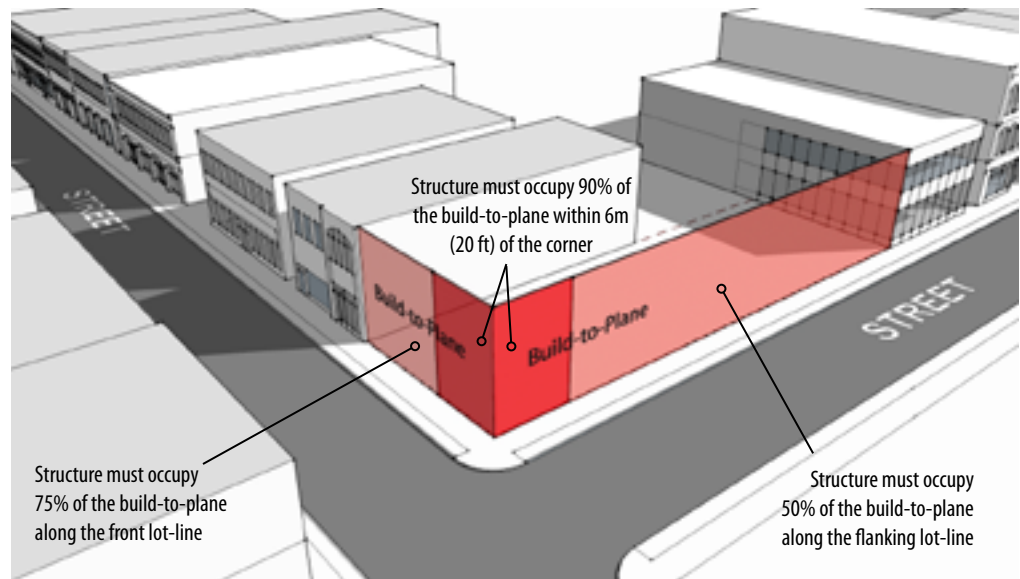 Structure must occupy 90% of
the build-to-plane within 6m
(20 ft) of the corner
STREET
Build-to-Plane
Build-to-Plane
STREET
Structure must occupy
75% of the build-to-plane
along the front lot-line
Structure must occupy
50% of the build-to-plane
along the flanking lot-line